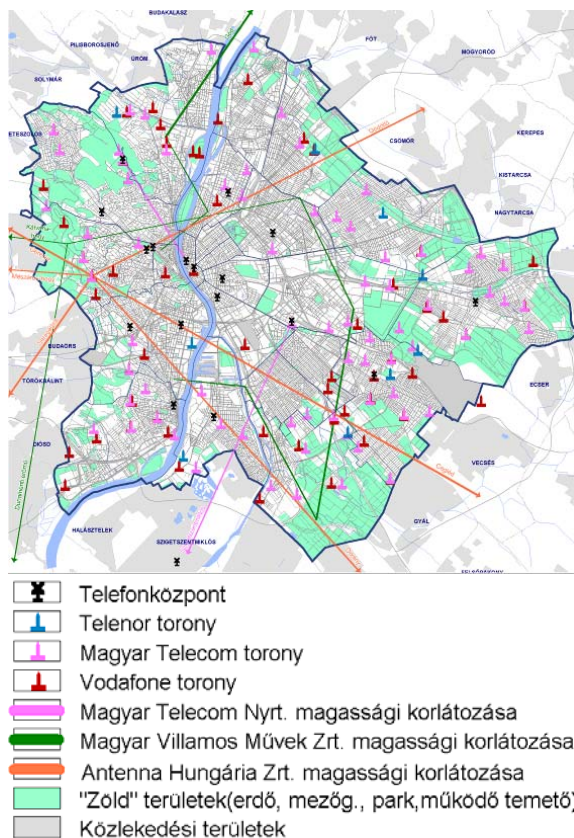 BUDAKALÁSZ
PILISBOROSJENŐ
ÜRÖM
FÓT
MOGYORÓD
SOLYMÁR
CSÖMÖR
KEREPES
KISTARCSA
NAGYTARCSA
BUDAÖRS
TÖRÖKBÁLINT
ECSER
DIÓSD
VECSÉS
GYÁL
HALÁSZTELEK
SZIGETSZENTMIKLÓS
Cegléd
Telefonközpont
Telenor torony
Magyar Telecom torony
Vodafone torony
Magyar Telecom Nyrt. magassági korlátozása
Magyar Villamos Művek Zrt. magassági korlátozása
Antenna Hungária Zrt. magassági korlátozása
"Zöld" területek(erdő, mezőg., park,működő temető)
Közlekedési területek